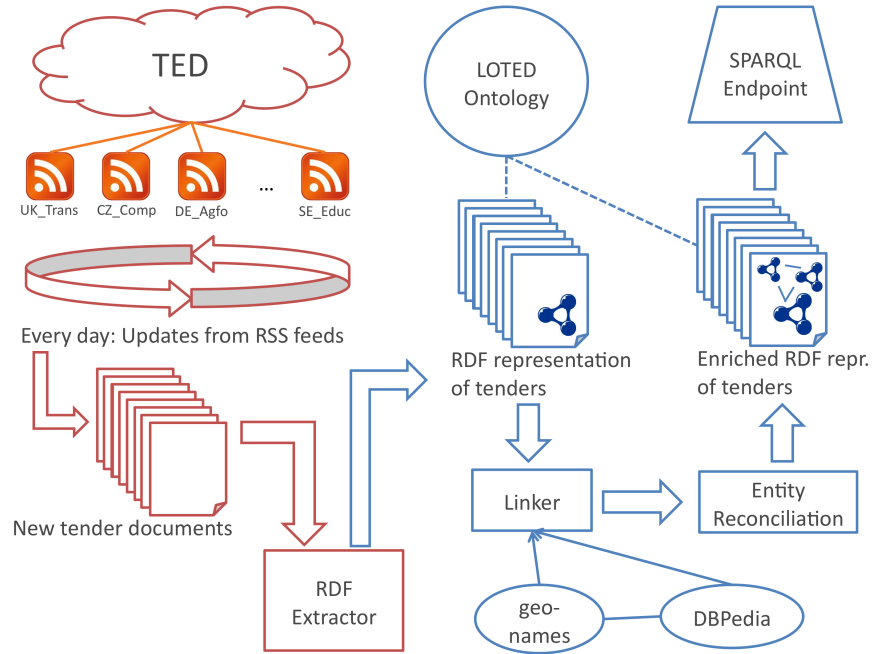 TED
UK_Trans
CZ_Comp
DE_Agfo
...
SE_Educ
Every day: Updates from RSS feeds
New tender documents
RDF
Extractor
LOTED
Ontology
RDF representation
of tenders
Linker
geo-
names
DBPedia
Entity
Reconciliation
Enriched RDF repr.
of tenders
SPARQL
Endpoint